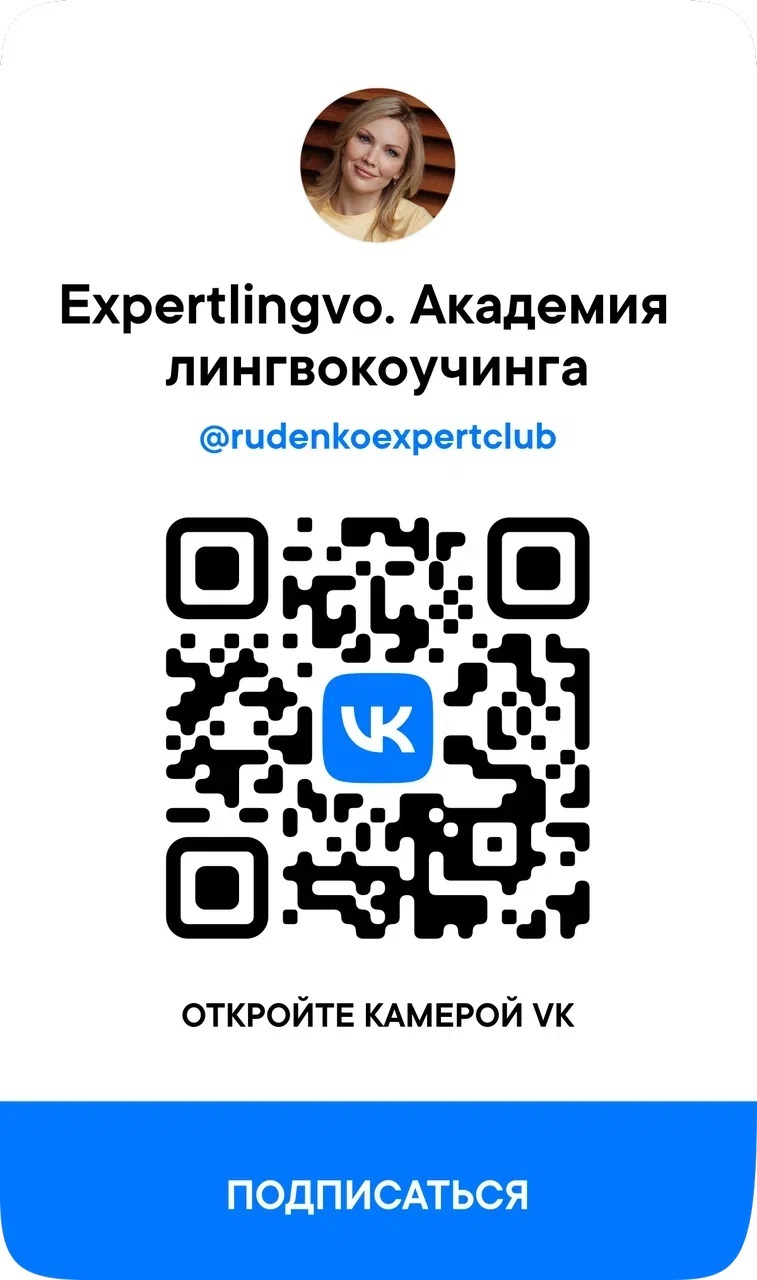 Expertlingvo. Академия
лингвокоучинга
@rudenkoexpertclub
VK
ОТКРОЙТЕ КАМЕРОЙ VK
ПОДПИСАТЬСЯ